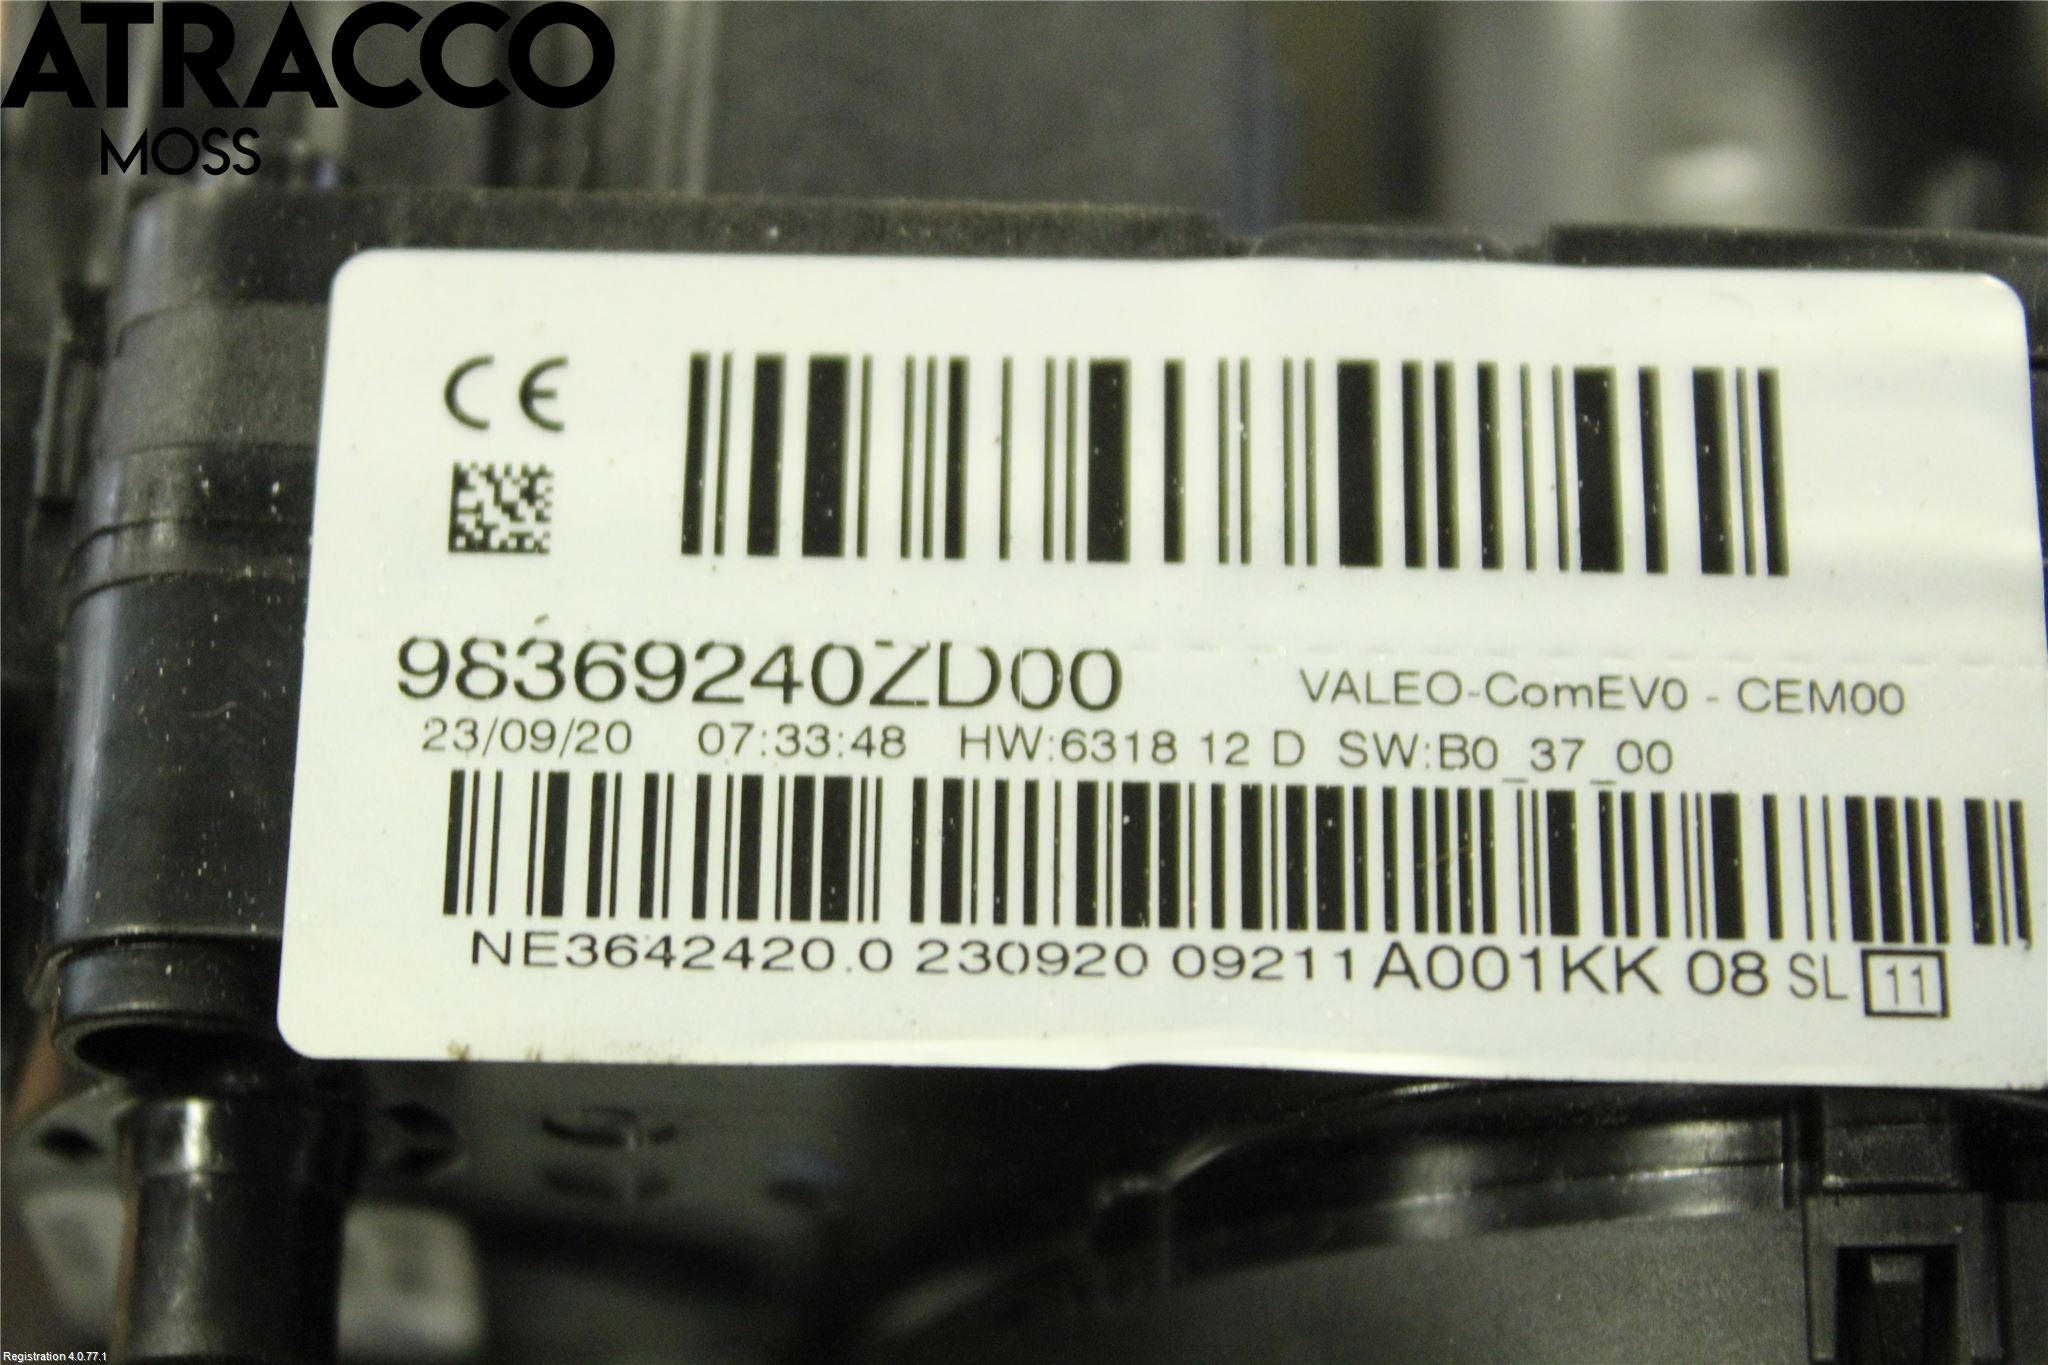 ATRACCO
MOSS
CE
98369240ZD00
VALEO-ComEV0 - CEM00
23/09/20 07:33:48 HW:6318 12 D SW:B0_37_00
NE3642420.0 230920 09211 A001KK 08 SL 11
Registration 4.0.77.1